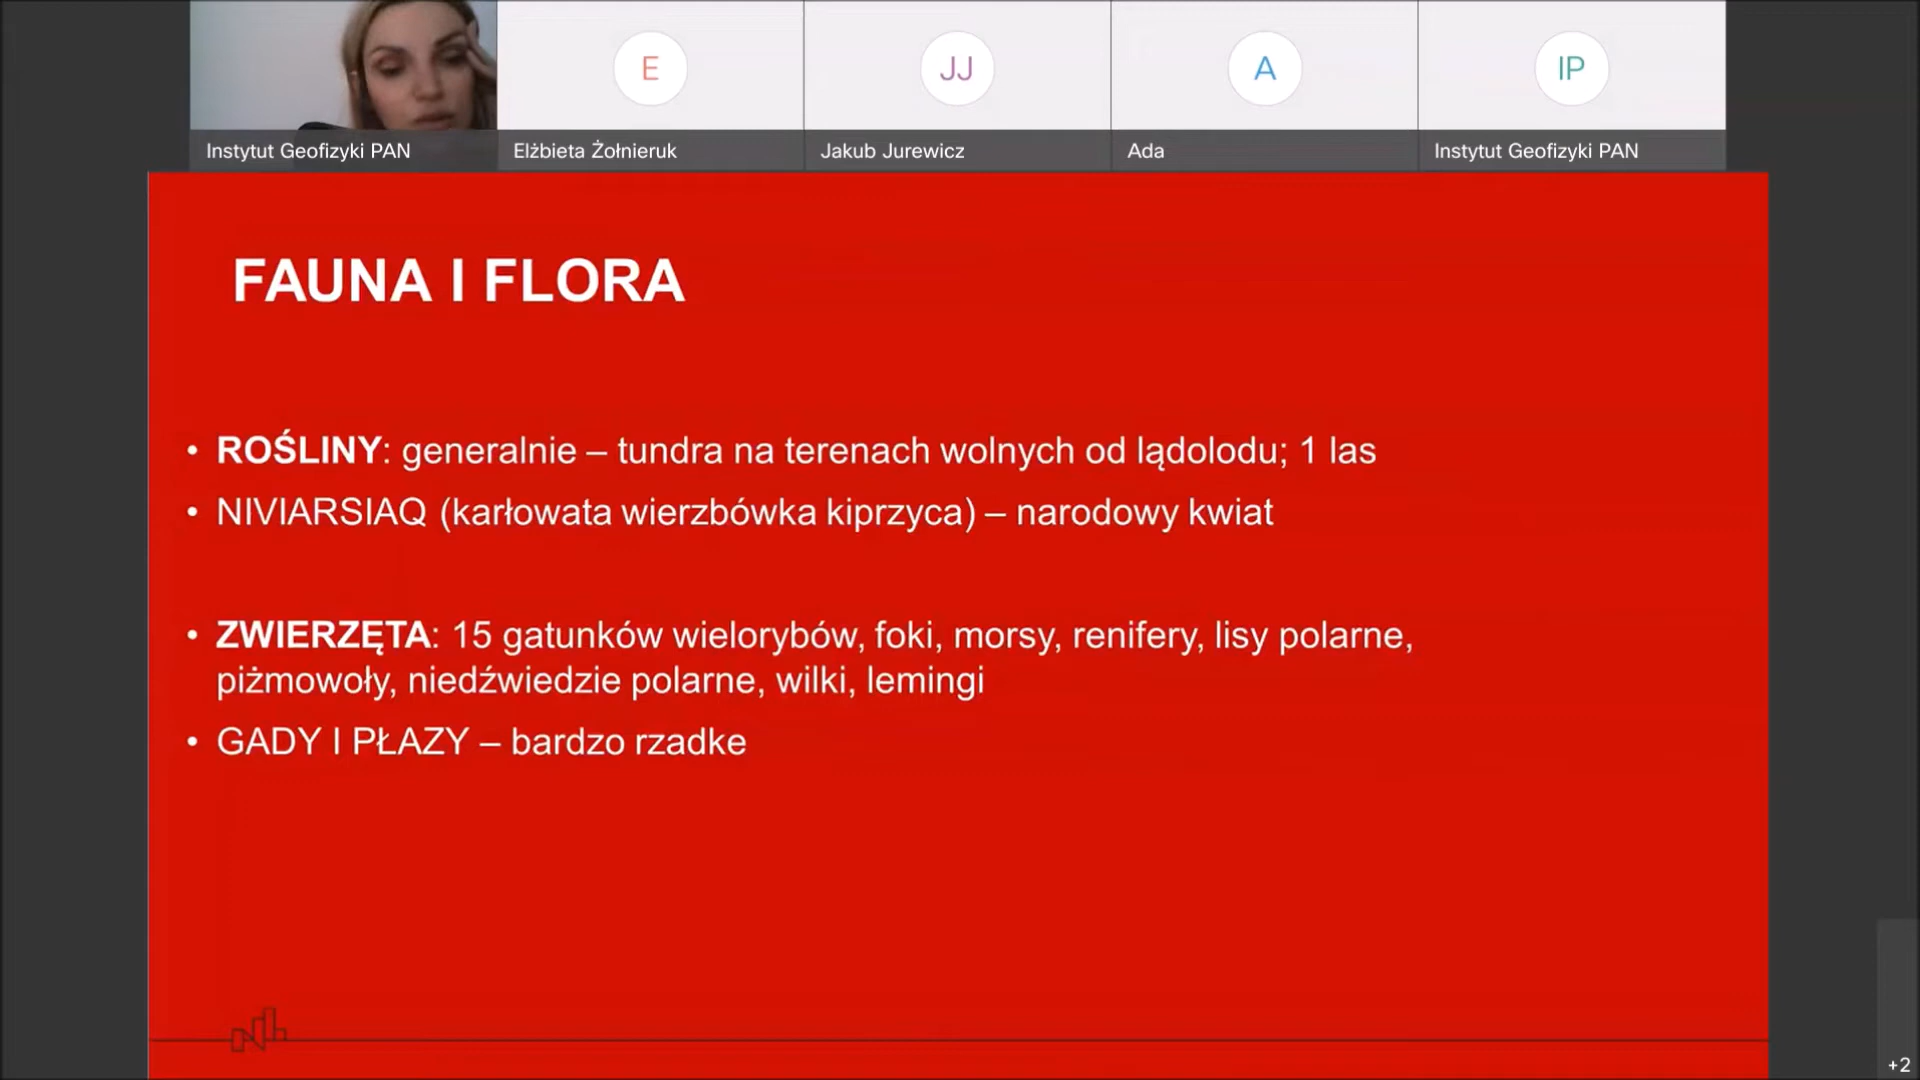 E
JJ
A
IP
Instytut Geofizyki PAN
Elżbieta Żołnieruk
Jakub Jurewicz
Ada
Instytut Geofizyki PAN
FAUNA I FLORA
• ROŚLINY: generalnie – tundra na terenach wolnych od lądolodu; 1 las
• NIVIARSIAQ (karłowata wierzbówka kiprzyca) – narodowy kwiat
• ZWIERZĘTA: 15 gatunków wielorybów, foki, morsy, renifery, lisy polarne,
piżmowoły, niedźwiedzie polarne, wilki, lemingi
• GADY I PŁAZY – bardzo rzadke
+2